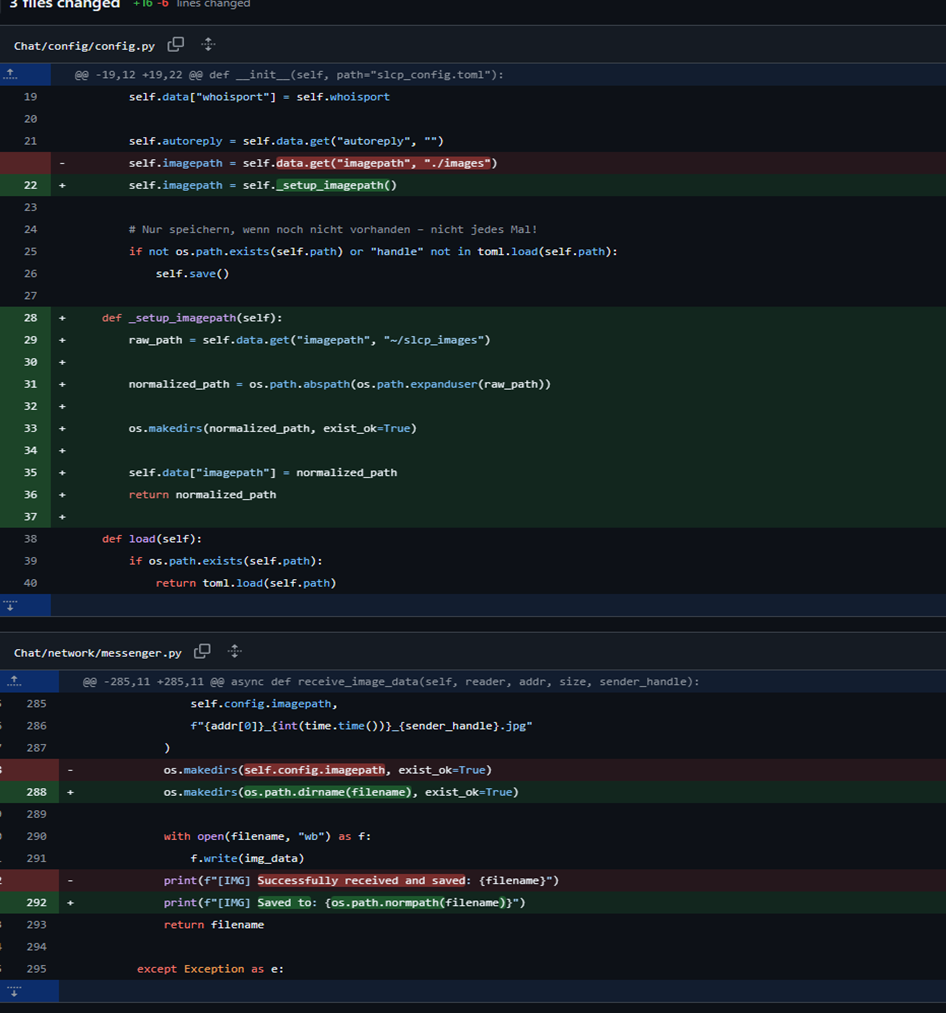 3 files changed +16 -6 lines changed
Chat/config/config.py
@@ -19,12 +19,22 @@ def __init__(self, path="slcp_config.toml"):
19 self.data["whoisport"] = self.whoisport
20
21 self.autoreply = self.data.get("autoreply", "")
- self.imagepath = self.data.get("imagepath", "./images")
22 + self.imagepath = self._setup_imagepath()
23
24 # Nur speichern, wenn noch nicht vorhanden – nicht jedes Mal!
25 if not os.path.exists(self.path) or "handle" not in toml.load(self.path):
26 self.save()
27
28 + def _setup_imagepath(self):
29 + raw_path = self.data.get("imagepath", "~/slcp_images")
30 +
31 + normalized_path = os.path.abspath(os.path.expanduser(raw_path))
32 +
33 + os.makedirs(normalized_path, exist_ok=True)
34 +
35 + self.data["imagepath"] = normalized_path
36 + return normalized_path
37 +
38 def load(self):
39 if os.path.exists(self.path):
40 return toml.load(self.path)
Chat/network/messenger.py
@@ -285,11 +285,11 @@ async def receive_image_data(self, reader, addr, size, sender_handle):
285 self.config.imagepath,
286 f"{addr[0]}_{int(time.time())}_{sender_handle}.jpg"
287 )
- os.makedirs(self.config.imagepath, exist_ok=True)
288 + os.makedirs(os.path.dirname(filename), exist_ok=True)
289
290 with open(filename, "wb") as f:
291 f.write(img_data)
- print(f"[IMG] Successfully received and saved: {filename}")
292 + print(f"[IMG] Saved to: {os.path.normpath(filename)}")
293 return filename
294
295 except Exception as e: